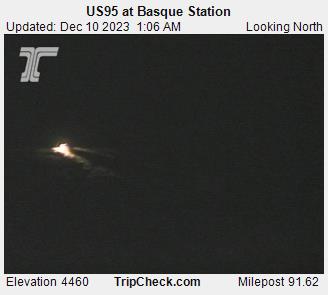 US95 at Basque Station
Updated: Dec 10 2023 1:06 AM Looking North
Elevation 4460 TripCheck.com Milepost 91.62